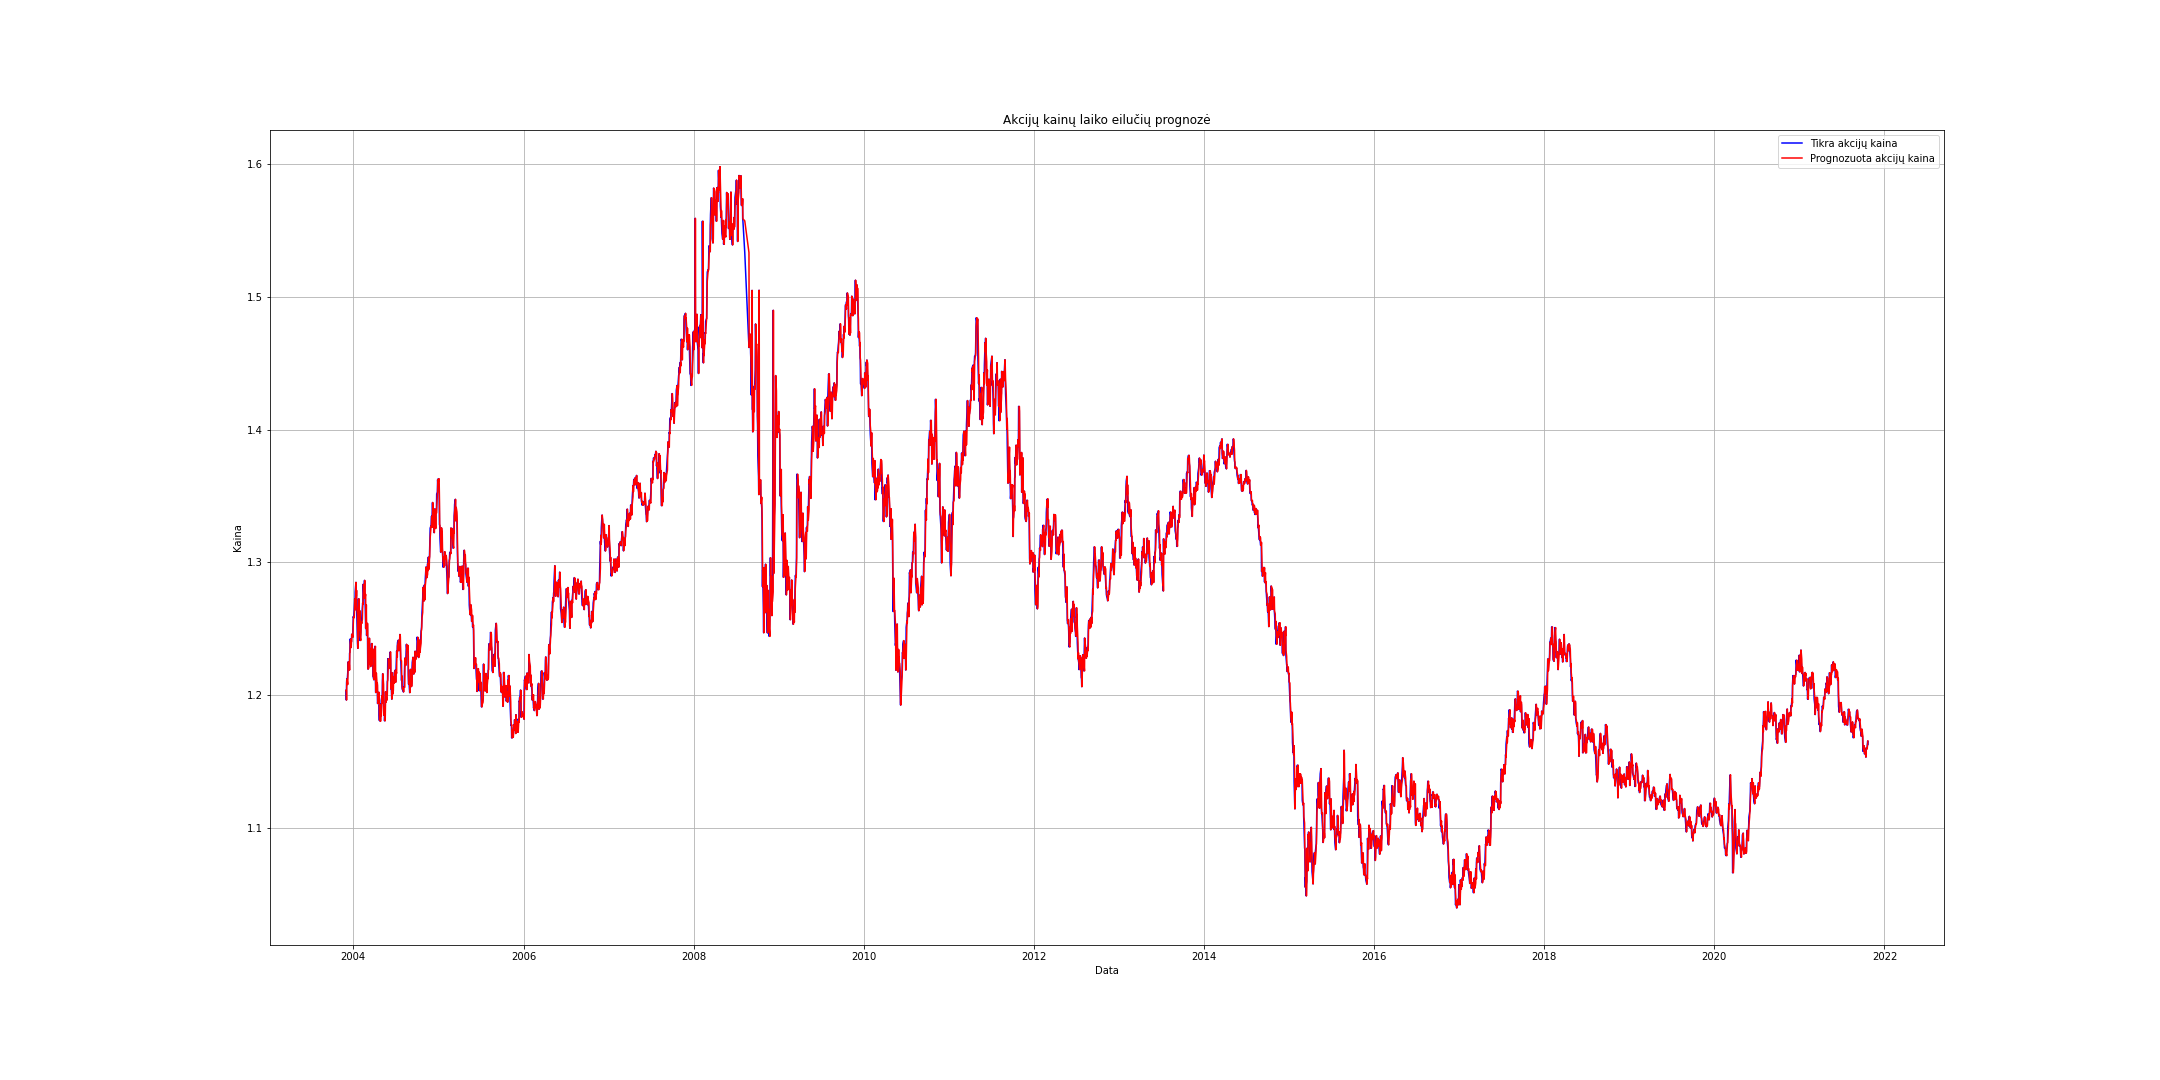 Akcijų kainų laiko eilučių prognozė
Tikra akcijų kaina
Prognozuota akcijų kaina
Kaina
1.6
1.5
1.4
1.3
1.2
1.1
2004 2006 2008 2010 2012 2014 2016 2018 2020 2022
Data